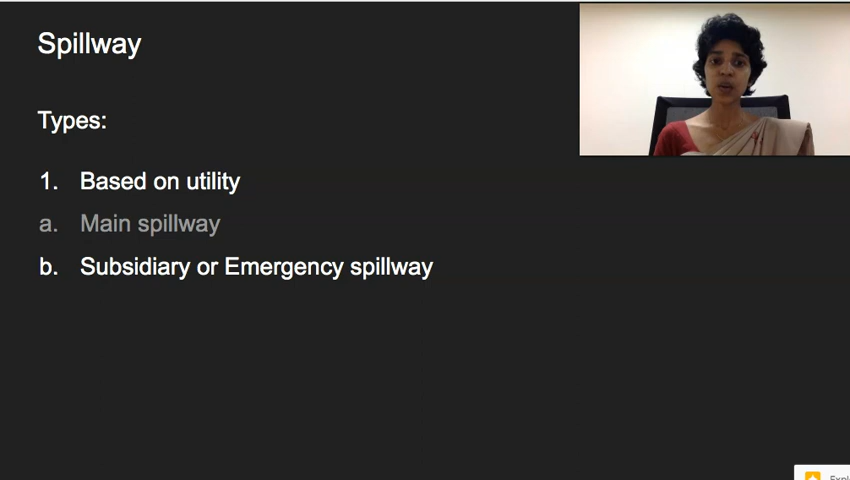 Spillway
Types:
1. Based on utility
a. Main spillway
b. Subsidiary or Emergency spillway